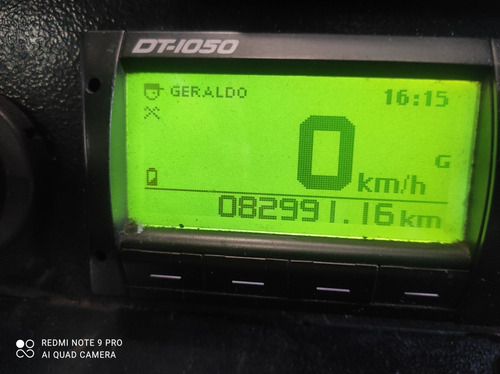 DT-1050
GERALDO
16:15
0 km/h
G
082991.16 km
REDMI NOTE 9 PRO
AI QUAD CAMERA